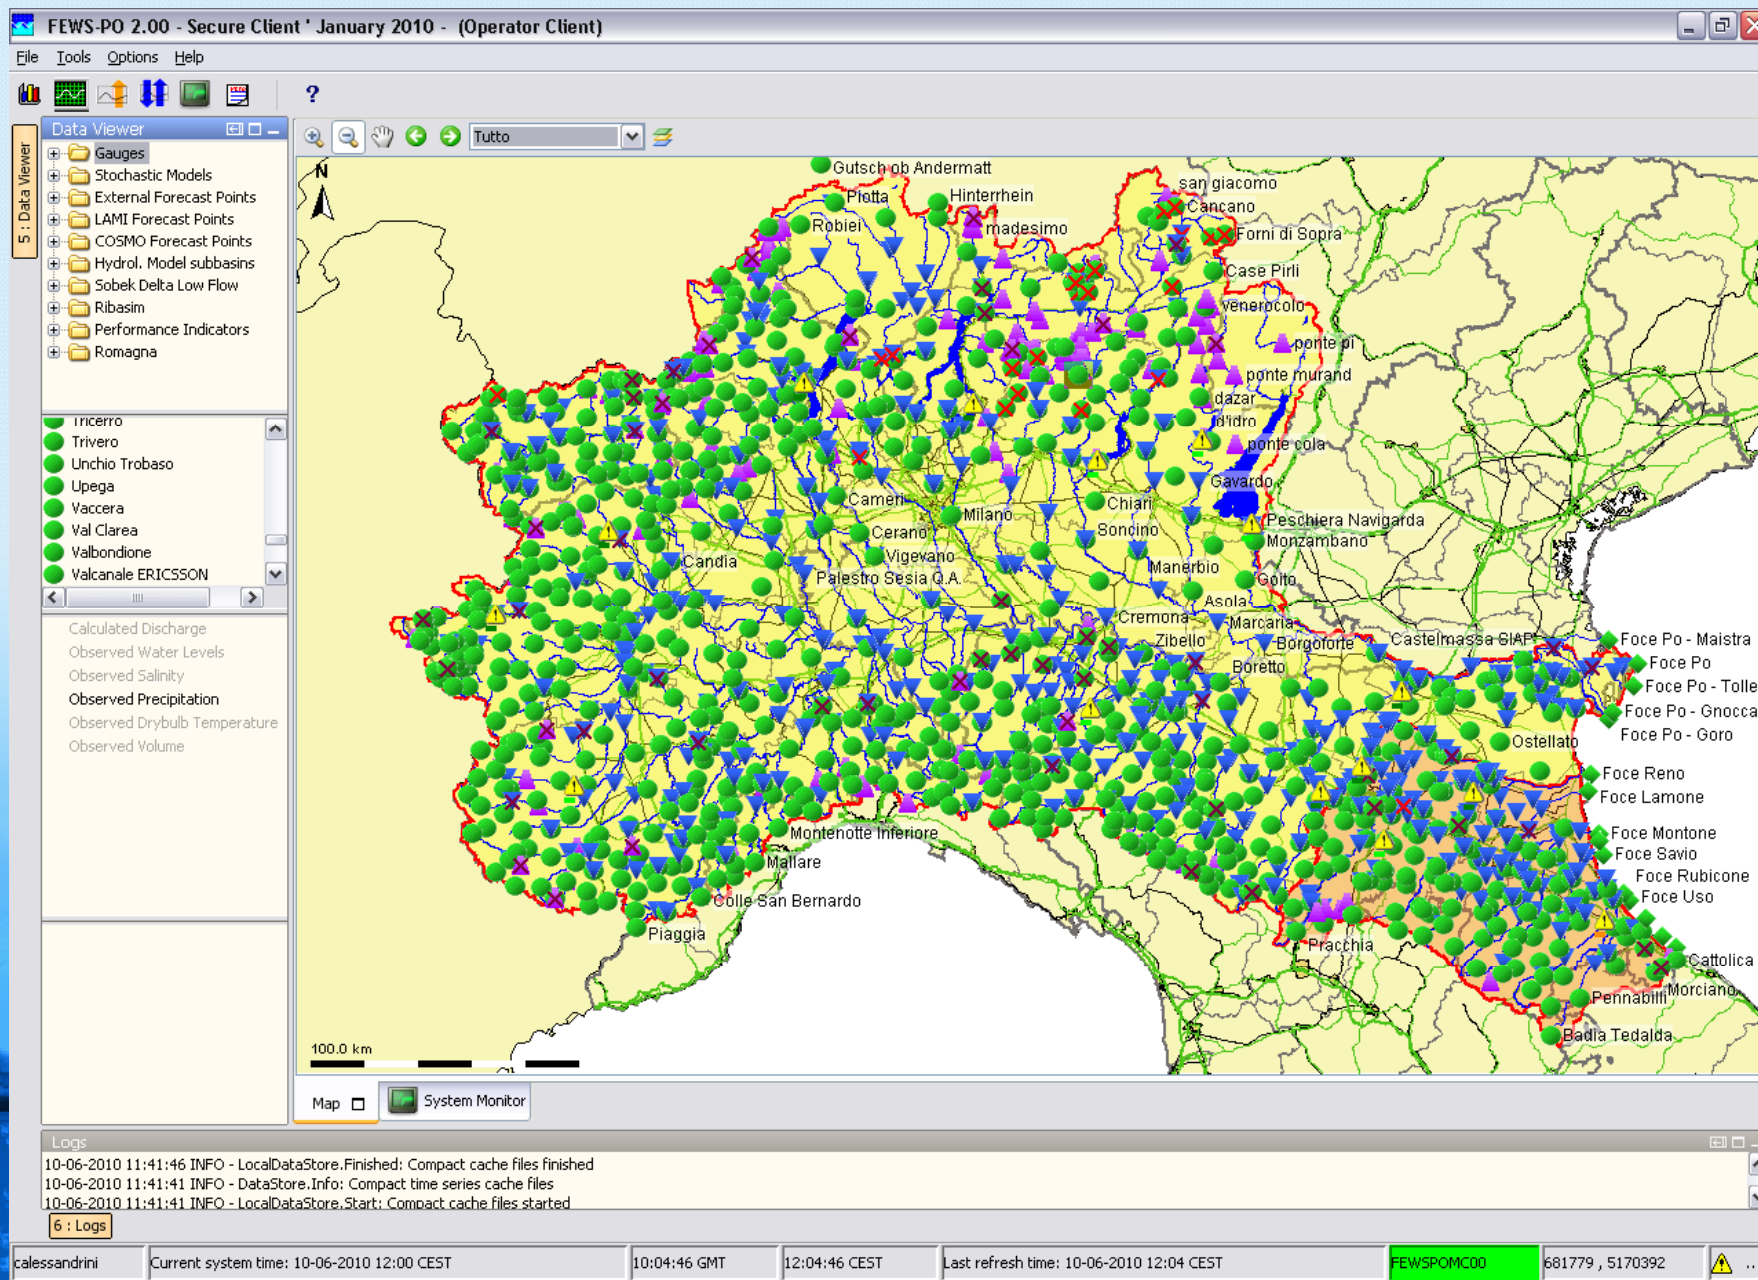 FEWS-PO 2.00 - Secure Client ' January 2010 - (Operator Client)
File Tools Options Help
?
5 : Data Viewer
Data Viewer
Gauges
Stochastic Models
External Forecast Points
LAMI Forecast Points
COSMO Forecast Points
Hydrol. Model subbasins
Sobek Delta Low Flow
Ribasim
Performance Indicators
Romagna
Tricerro
Trivero
Unchio Trobaso
Upega
Vaccera
Val Clarea
Valbondione
Valcanale ERICSSON
Calculated Discharge
Observed Water Levels
Observed Salinity
Observed Precipitation
Observed Drybulb Temperature
Observed Volume
Tutto
N
Gutsch ob Andermatt
san giacomo
Piotta
Hinterrhein
Cancano
Robiei
madesimo
Forni di Sopra
Case Pirli
venerocolo
ponte pi
ponte murand
dazar
d'idro
ponte cola
Gavardo
Cameri
Chiari
Milano
Peschiera Navigarda
Cerano
Soncino
Monzambano
Vigevano
Candia
Manerbio
Palestro Sesia Q.A.
Goito
Asola
Cremona
Marcaria
Zibello
Borgoforte
Castelmassa SIAP
Foce Po - Maistra
Boretto
Foce Po
Foce Po - Tolle
Foce Po - Gnocca
Foce Po - Goro
Ostellato
Foce Reno
Foce Lamone
Montenotte Inferiore
Foce Montone
Foce Savio
Mallare
Foce Rubicone
Colle San Bernardo
Foce Uso
Piaggia
Pracchia
Cattolica
Pennabilli
Morciano
Badia Tedalda
100.0 km
Map
System Monitor
Logs
10-06-2010 11:41:46 INFO - LocalDataStore.Finished: Compact cache files finished
10-06-2010 11:41:41 INFO - DataStore.Info: Compact time series cache files
10-06-2010 11:41:41 INFO - LocalDataStore.Start: Compact cache files started
6 : Logs
calessandrini
Current system time: 10-06-2010 12:00 CEST
10:04:46 GMT
12:04:46 CEST
Last refresh time: 10-06-2010 12:04 CEST
FEWSPOMC00
681779 , 5170392
..